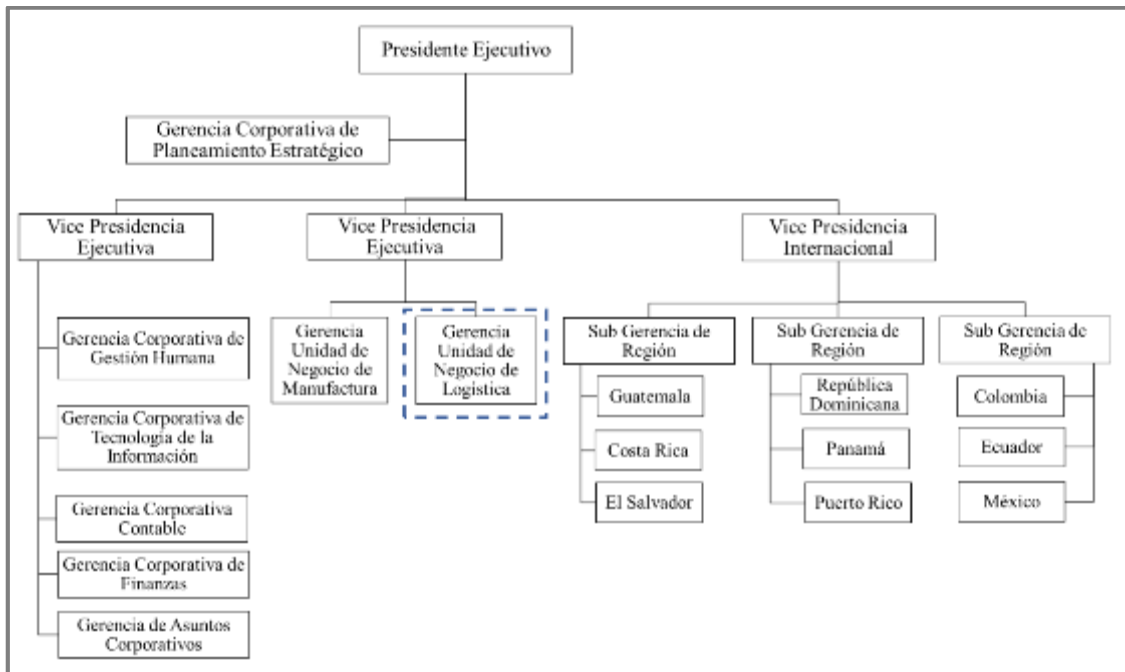 Presidente Ejecutivo
Gerencia Corporativa de
Planeamiento Estratégico
Vice Presidencia
Ejecutiva
Vice Presidencia
Ejecutiva
Vice Presidencia
Internacional
Gerencia Corporativa de
Gestión Humana
Gerencia Corporativa de
Tecnología de la
Información
Gerencia Corporativa
Contable
Gerencia Corporativa de
Finanzas
Gerencia de Asuntos
Corporativos
Gerencia
Unidad de
Negocio de
Manufactura
Gerencia
Unidad de
Negocio de
Logística
Sub Gerencia de
Región
Guatemala
Costa Rica
El Salvador
Sub Gerencia de
Región
República
Dominicana
Panamá
Puerto Rico
Sub Gerencia de
Región
Colombia
Ecuador
México